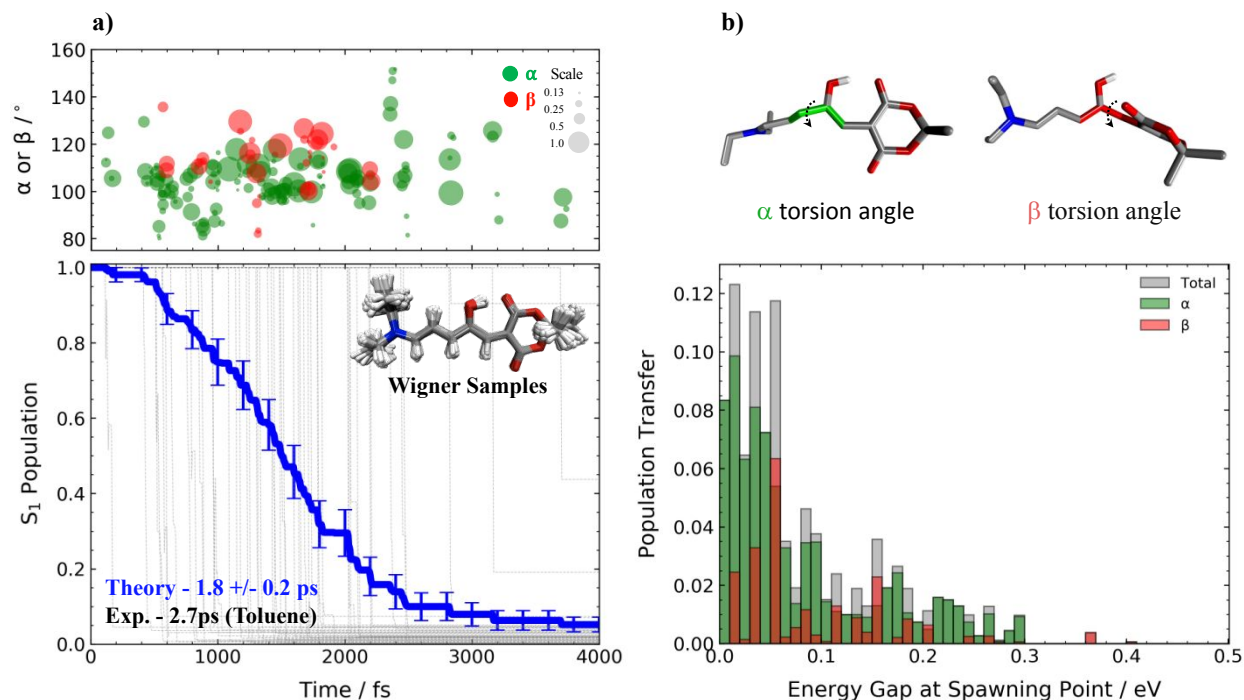 a)
160
140
120
100
80
α or β / °
α Scale
β
0.13
0.25
0.5
1.0
1.0
0.8
0.6
0.4
0.2
0.0
S₁ Population
Wigner Samples
Theory - 1.8 +/- 0.2 ps
Exp. - 2.7ps (Toluene)
0 1000 2000 3000 4000
Time / fs
b)
α torsion angle
β torsion angle
0.12
0.10
0.08
0.06
0.04
0.02
0.00
Population Transfer
Total
α
β
0.0 0.1 0.2 0.3 0.4 0.5
Energy Gap at Spawning Point / eV